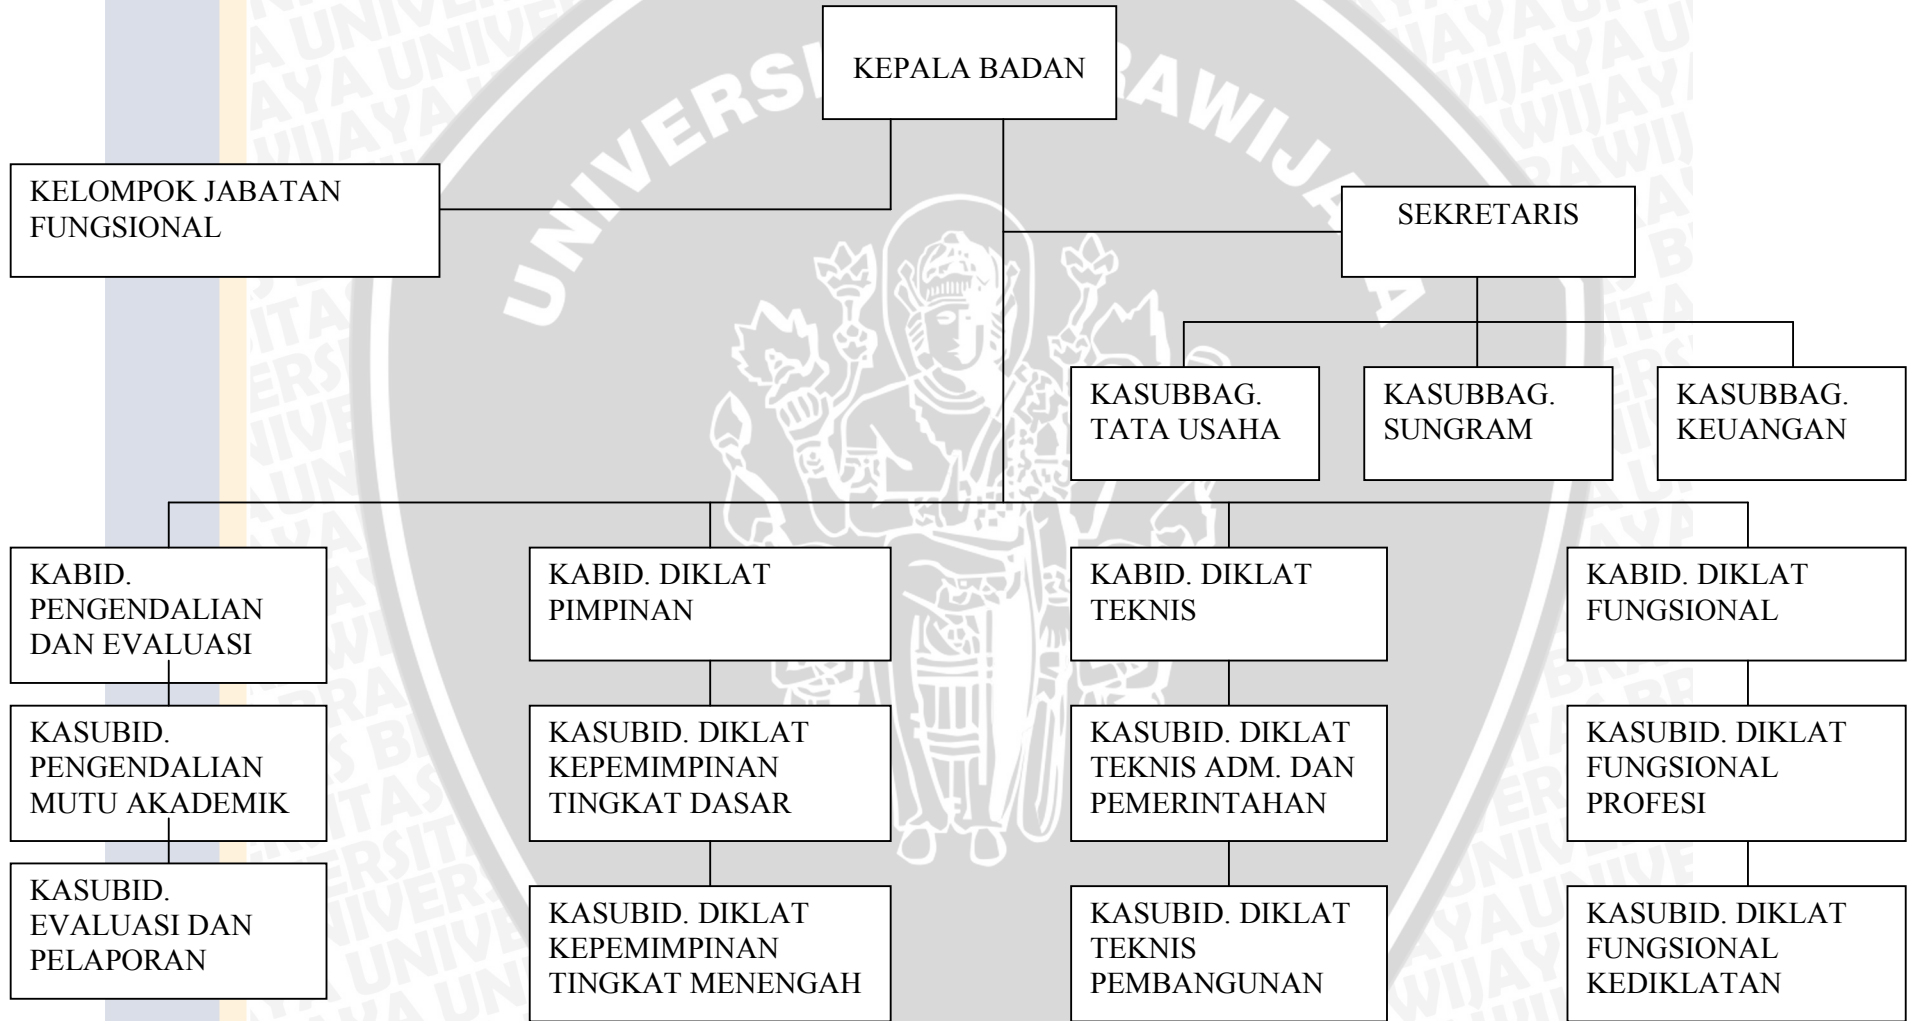 KEPALA BADAN
KELOMPOK JABATAN
FUNGSIONAL
SEKRETARIS
KASUBBAG.
TATA USAHA
KASUBBAG.
SUNGRAM
KASUBBAG.
KEUANGAN
KABID.
PENGENDALIAN
DAN EVALUASI
KABID. DIKLAT
PIMPINAN
KABID. DIKLAT
TEKNIS
KABID. DIKLAT
FUNGSIONAL
KASUBID.
PENGENDALIAN
MUTU AKADEMIK
KASUBID. DIKLAT
KEPEMIMPINAN
TINGKAT DASAR
KASUBID. DIKLAT
TEKNIS ADM. DAN
PEMERINTAHAN
KASUBID. DIKLAT
FUNGSIONAL
PROFESI
KASUBID.
EVALUASI DAN
PELAPORAN
KASUBID. DIKLAT
KEPEMIMPINAN
TINGKAT MENENGAH
KASUBID. DIKLAT
TEKNIS
PEMBANGUNAN
KASUBID. DIKLAT
FUNGSIONAL
KEDIKLATAN